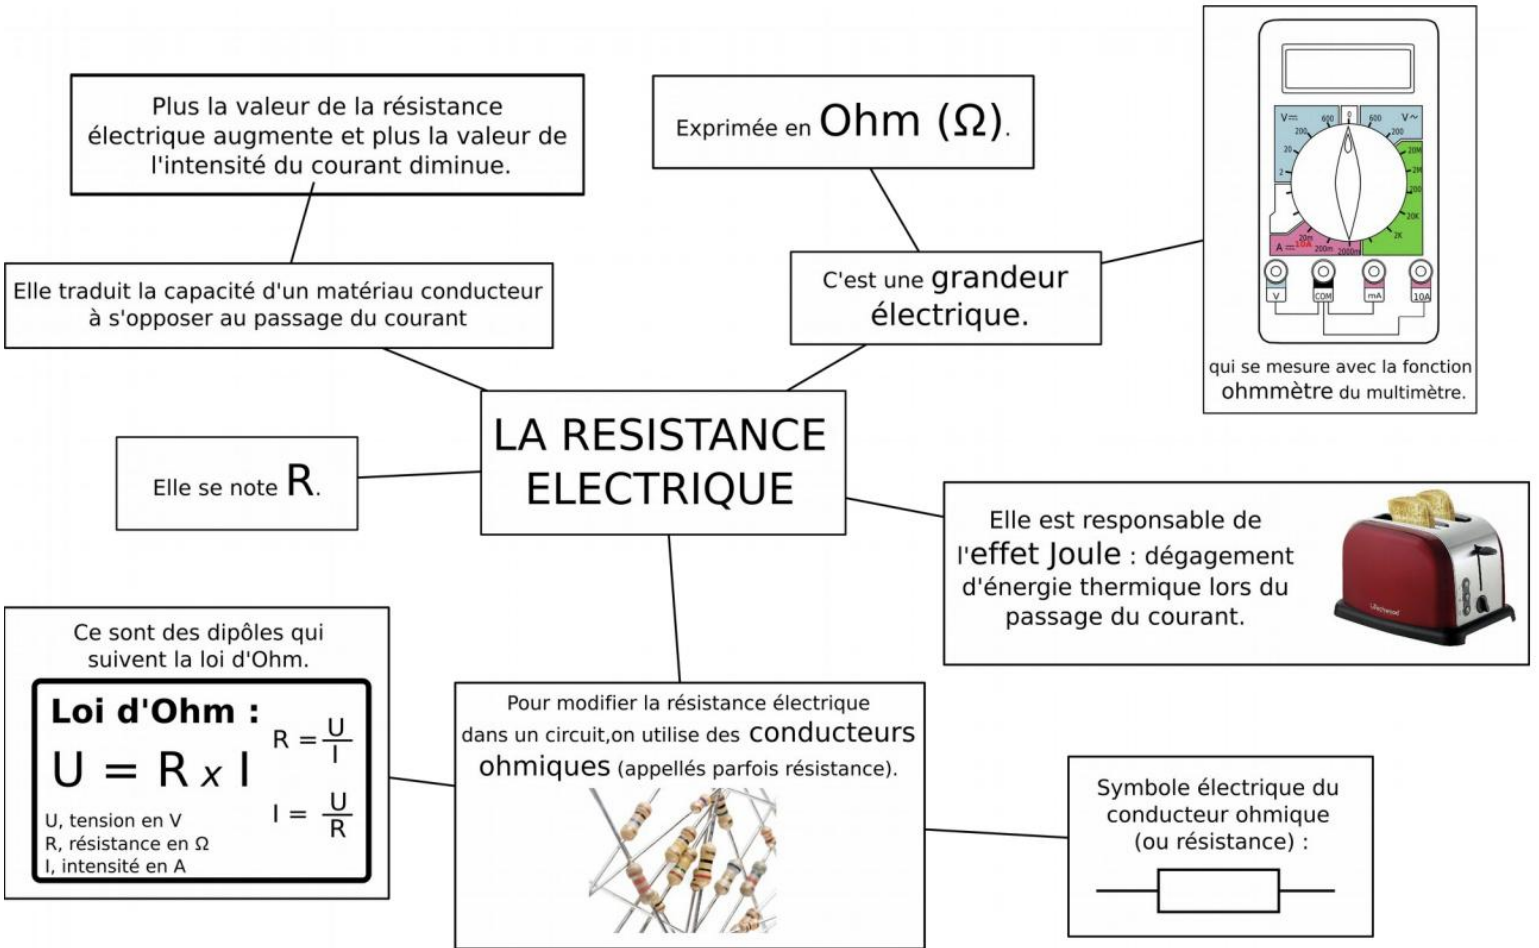 Plus la valeur de la résistance
électrique augmente et plus la valeur de
l'intensité du courant diminue.
Exprimée en Ohm (Ω).
V⎓
600
0
600
V~
200
200
20
20M
2
2M
200
20K
2K
A⎓
10A
20m
200m
2000m
V
COM
mA
10A
qui se mesure avec la fonction
ohmmètre du multimètre.
Elle traduit la capacité d'un matériau conducteur
à s'opposer au passage du courant
C'est une grandeur
électrique.
LA RESISTANCE
ELECTRIQUE
Elle se note R.
Elle est responsable de
l'effet Joule : dégagement
d'énergie thermique lors du
passage du courant.
Ce sont des dipôles qui
suivent la loi d'Ohm.
Loi d'Ohm :
U = R x I
R = U/I
I = U/R
U, tension en V
R, résistance en Ω
I, intensité en A
Pour modifier la résistance électrique
dans un circuit,on utilise des conducteurs
ohmiques (appellés parfois résistance).
Symbole électrique du
conducteur ohmique
(ou résistance) :